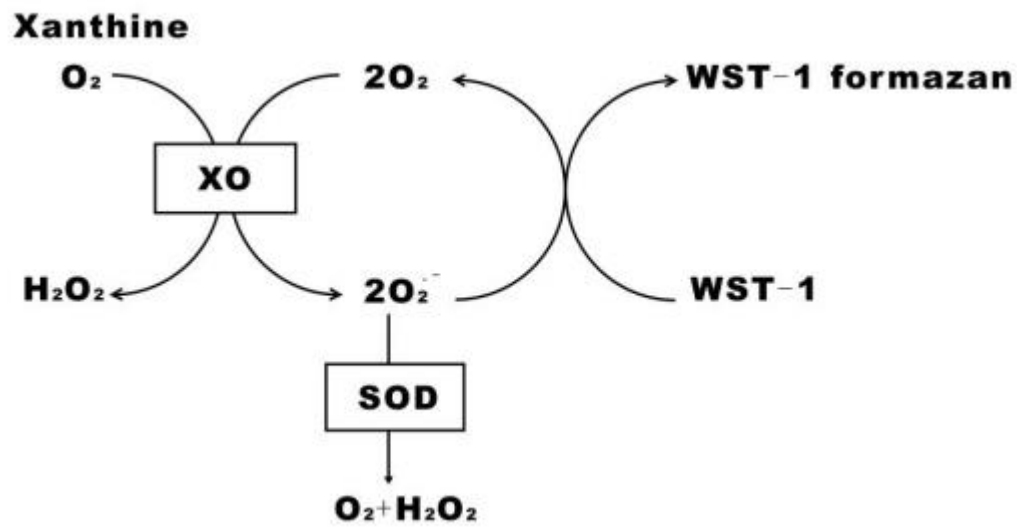 Xanthine
O₂
2O₂
WST-1 formazan
XO
H₂O₂
2O₂·⁻
WST-1
SOD
O₂+H₂O₂